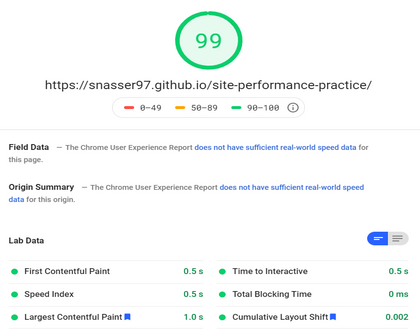 99
https://snasser97.github.io/site-performance-practice/
0–49 50–89 90–100
Field Data — The Chrome User Experience Report does not have sufficient real-world speed data for
this page.
Origin Summary — The Chrome User Experience Report does not have sufficient real-world speed
data for this origin.
Lab Data
First Contentful Paint 0.5 s Time to Interactive 0.5 s
Speed Index 0.5 s Total Blocking Time 0 ms
Largest Contentful Paint 1.0 s Cumulative Layout Shift 0.002